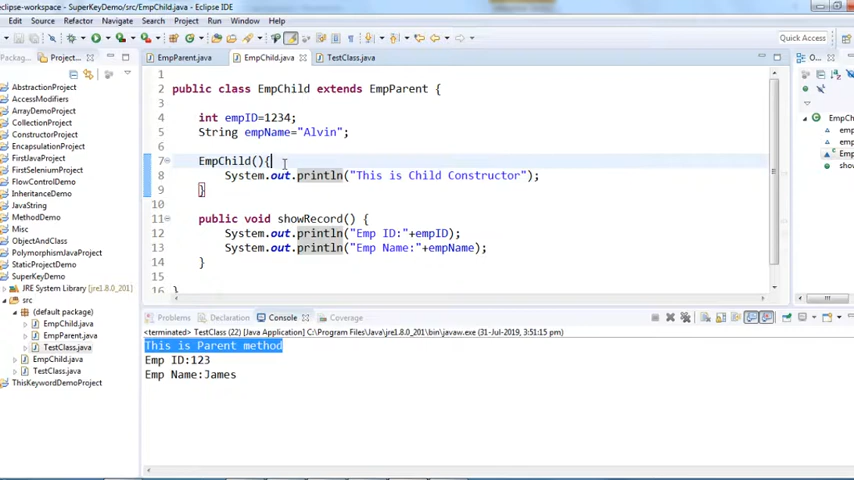 eclipse-workspace - SuperKeyDemo/src/EmpChild.java - Eclipse IDE
File Edit Source Refactor Navigate Search Project Run Window Help
Quick Access
Packag... Project...
EmpParent.java EmpChild.java TestClass.java O...
AbstractionProject
AccessModifiers
ArrayDemoProject
CollectionProject
ConstructorProject
EncapsulationProject
FirstJavaProject
FirstSeleniumProject
FlowControlDemo
InheritanceDemo
JavaString
MethodDemo
Misc
ObjectAndClass
PolymorphismJavaProject
StaticProjectDemo
SuperKeyDemo
JRE System Library [jre1.8.0_201]
src
(default package)
EmpChild.java
EmpParent.java
TestClass.java
EmpChild.java
TestClass.java
ThisKeywordDemoProject
1
2 public class EmpChild extends EmpParent {
3
4 int empID=1234;
5 String empName="Alvin";
6
7 EmpChild(){
8 System.out.println("This is Child Constructor");
9 }
10
11 public void showRecord() {
12 System.out.println("Emp ID:"+empID);
13 System.out.println("Emp Name:"+empName);
14 }
15
16 }
EmpCh
emp
emp
Emp
sho
Problems Declaration Console Coverage
<terminated> TestClass (22) [Java Application] C:\Program Files\Java\jre1.8.0_201\bin\javaw.exe (31-Jul-2019, 3:51:15 pm)
This is Parent method
Emp ID:123
Emp Name:James